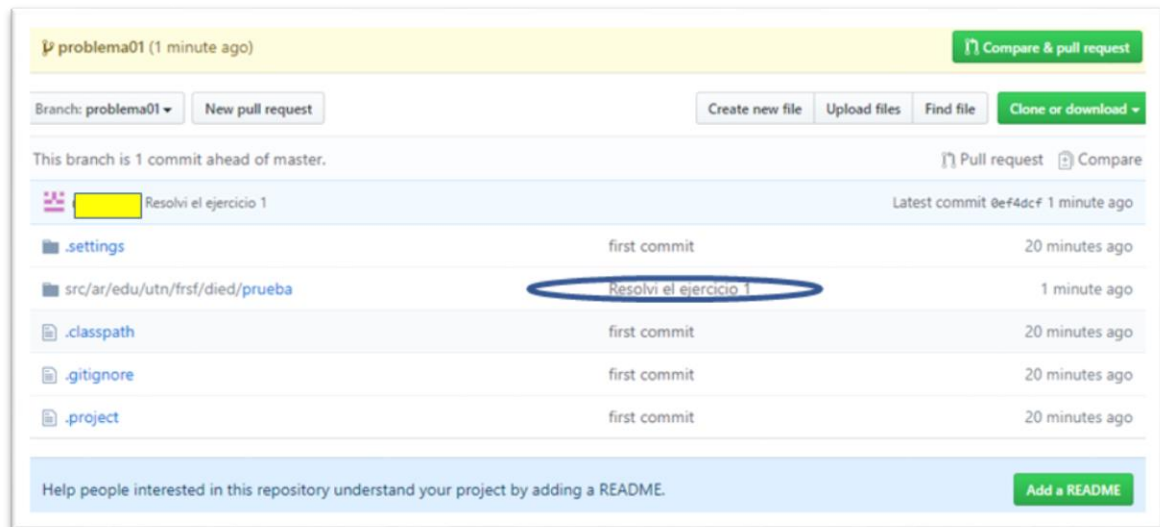 problema01 (1 minute ago) Compare & pull request
Branch: problema01 New pull request Create new file Upload files Find file Clone or download
This branch is 1 commit ahead of master. Pull request Compare
Resolvi el ejercicio 1 Latest commit 0ef4dcf 1 minute ago
.settings first commit 20 minutes ago
src/ar/edu/utn/frsf/died/prueba Resolvi el ejercicio 1 1 minute ago
.classpath first commit 20 minutes ago
.gitignore first commit 20 minutes ago
.project first commit 20 minutes ago
Help people interested in this repository understand your project by adding a README. Add a README